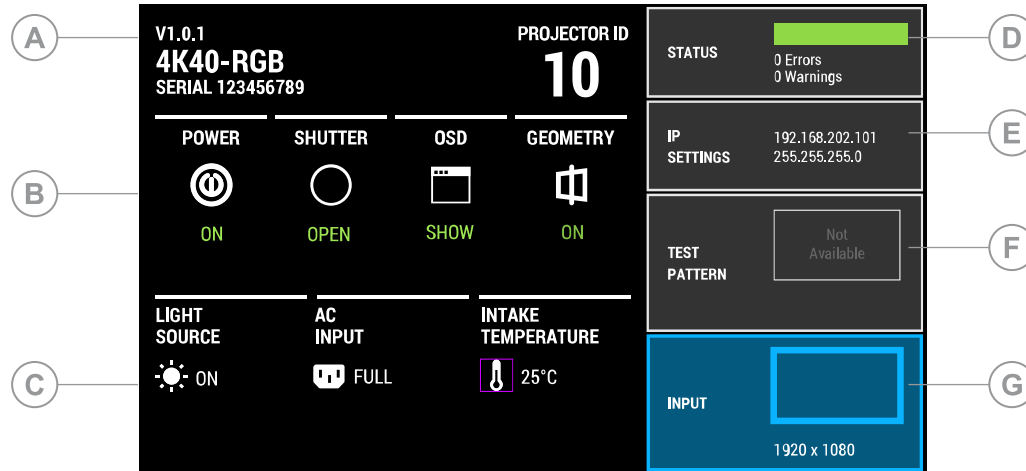 A
V1.0.1
4K40-RGB
SERIAL 123456789
PROJECTOR ID
10
B
POWER
ON
SHUTTER
OPEN
OSD
SHOW
GEOMETRY
ON
C
LIGHT
SOURCE
ON
AC
INPUT
FULL
INTAKE
TEMPERATURE
25°C
STATUS
0 Errors
0 Warnings
D
IP
SETTINGS
192.168.202.101
255.255.255.0
E
TEST
PATTERN
Not
Available
F
INPUT
1920 x 1080
G